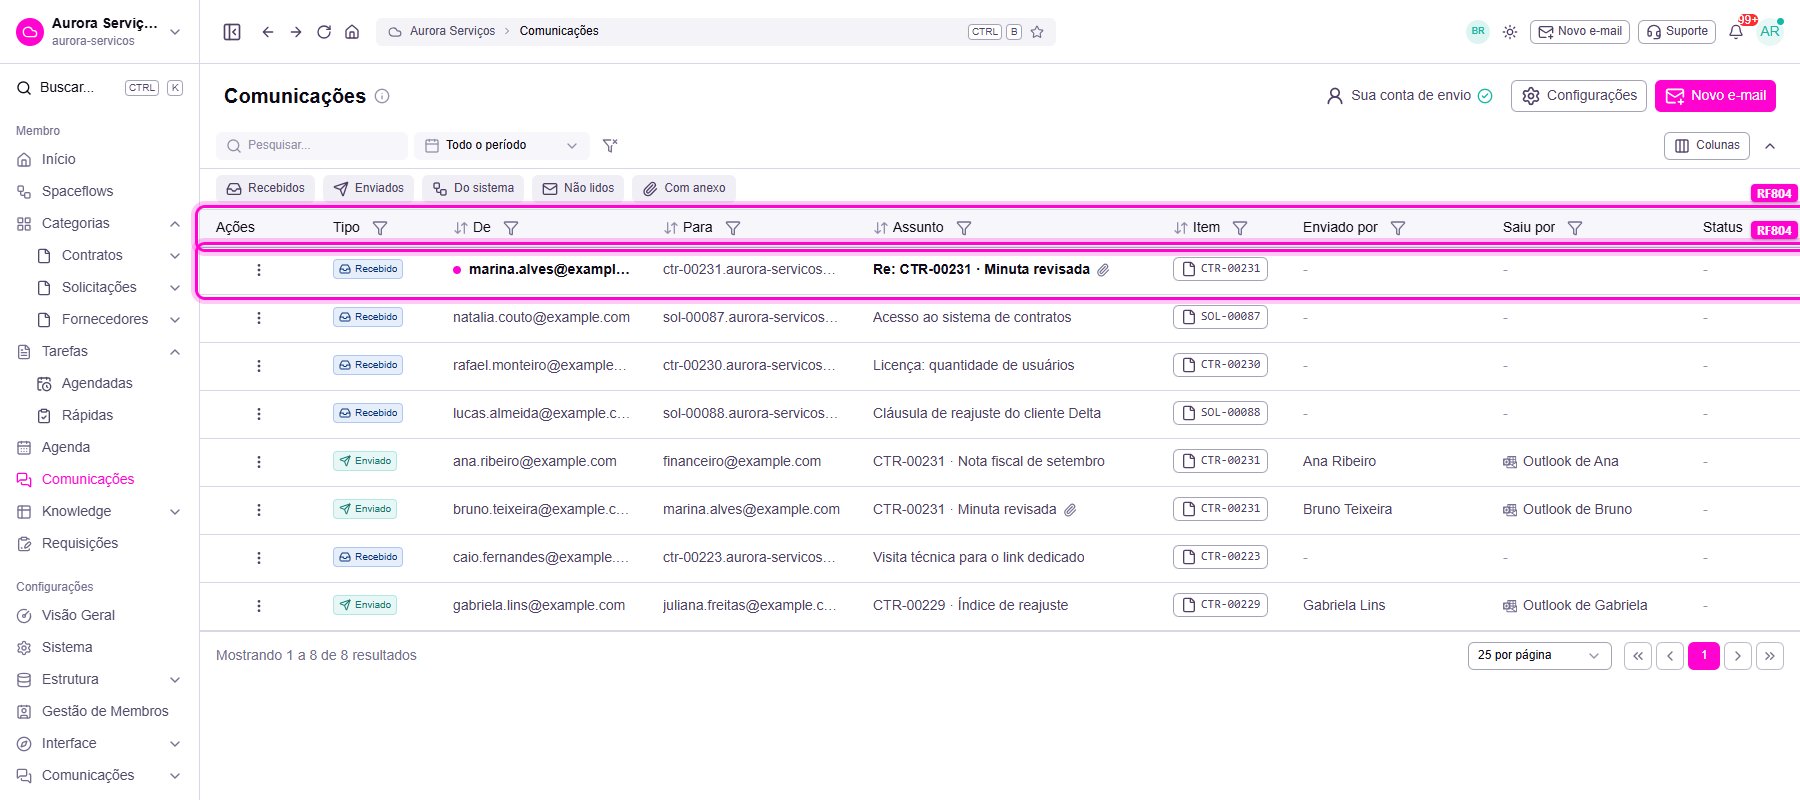 Aurora Serviç...
aurora-servicos
Aurora Serviços > Comunicações CTRL B
BR Novo e-mail Suporte 99+ AR
Buscar... CTRL K
Membro
Início
Spaceflows
Categorias
Contratos
Solicitações
Fornecedores
Tarefas
Agendadas
Rápidas
Agenda
Comunicações
Knowledge
Requisições
Configurações
Visão Geral
Sistema
Estrutura
Gestão de Membros
Interface
Comunicações
Comunicações
Sua conta de envio Configurações Novo e-mail
Pesquisar... Todo o período Colunas
Recebidos Enviados Do sistema Não lidos Com anexo
RF804
Ações Tipo De Para Assunto Item Enviado por Saiu por Status
RF804
Recebido marina.alves@exampl... ctr-00231.aurora-servicos... Re: CTR-00231 · Minuta revisada CTR-00231 - - -
Recebido natalia.couto@example.com sol-00087.aurora-servicos... Acesso ao sistema de contratos SOL-00087 - - -
Recebido rafael.monteiro@example... ctr-00230.aurora-servicos... Licença: quantidade de usuários CTR-00230 - - -
Recebido lucas.almeida@example.c... sol-00088.aurora-servicos... Cláusula de reajuste do cliente Delta SOL-00088 - - -
Enviado ana.ribeiro@example.com financeiro@example.com CTR-00231 · Nota fiscal de setembro CTR-00231 Ana Ribeiro Outlook de Ana -
Enviado bruno.teixeira@example.c... marina.alves@example.com CTR-00231 · Minuta revisada CTR-00231 Bruno Teixeira Outlook de Bruno -
Recebido caio.fernandes@example.... ctr-00223.aurora-servicos... Visita técnica para o link dedicado CTR-00223 - - -
Enviado gabriela.lins@example.com juliana.freitas@example.c... CTR-00229 · Índice de reajuste CTR-00229 Gabriela Lins Outlook de Gabriela -
Mostrando 1 a 8 de 8 resultados 25 por página 1